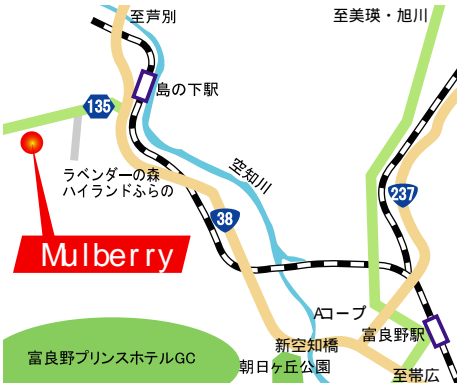 至芦別
至美瑛・旭川
島の下駅
135
ラベンダーの森
ハイランドふらの
空知川
237
38
Mulberry
Aコープ
新空知橋
富良野駅
富良野プリンスホテルGC
朝日ヶ丘公園
至帯広